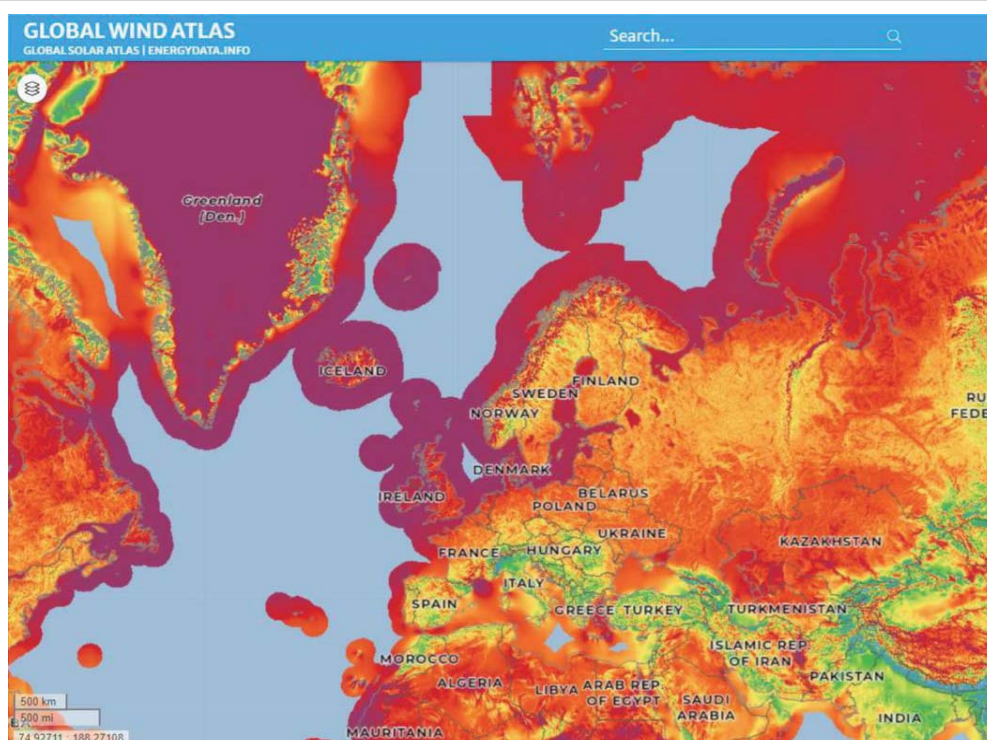 GLOBAL WIND ATLAS
GLOBAL SOLAR ATLAS | ENERGYDATA.INFO
Search...
Greenland
(Den.)
ICELAND
FINLAND
SWEDEN
NORWAY
RU
FEDE
DENMARK
IRELAND
BELARUS
POLAND
UKRAINE
KAZAKHSTAN
FRANCE
HUNGARY
ITALY
SPAIN
GREECE
TURKEY
TURKMENISTAN
ISLAMIC REP.
OF IRAN
MOROCCO
PAKISTAN
ALGERIA
LIBYA
ARAB REP.
OF EGYPT
SAUDI
ARABIA
INDIA
MAURITANIA
500 km
500 mi
74.92711 : 188.27108